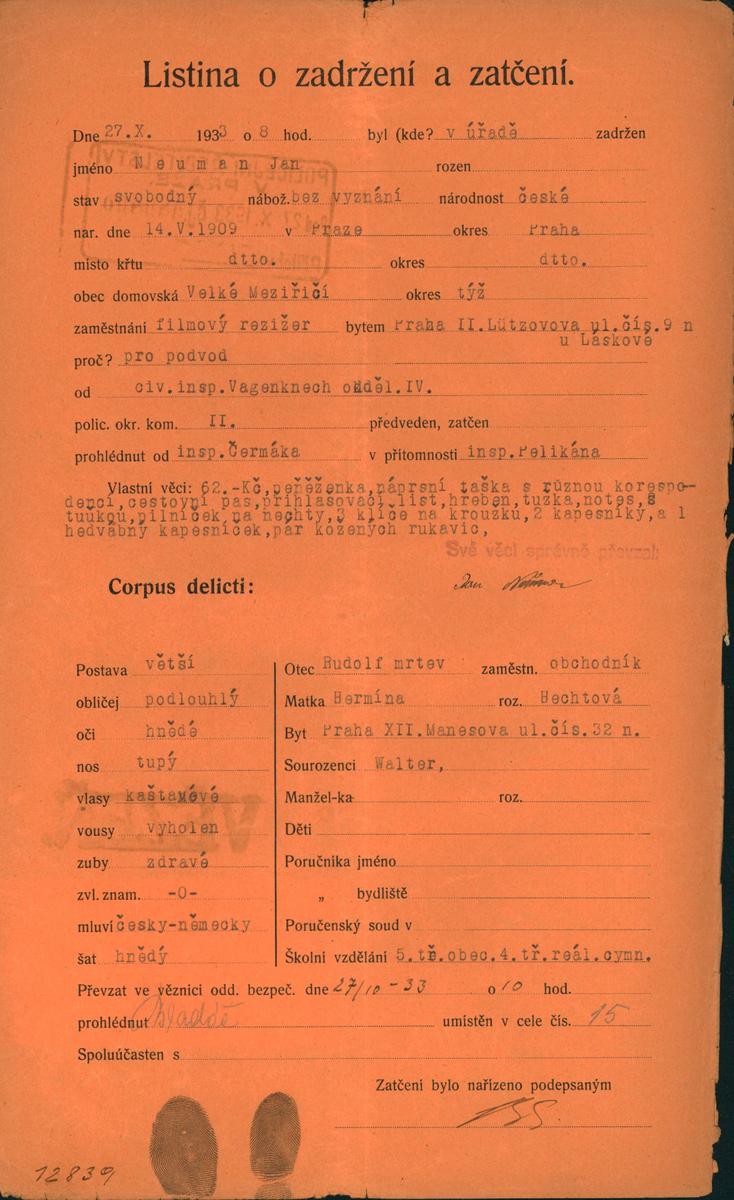 Listina o zadržení a zatčení.
Dne 27.X. 1933 o 8 hod. byl (kde? v úřadě zadržen
jméno Neuman Jan rozen
stav svobodný nábož. bez vyznání národnost české
nar. dne 14.V.1909 v Praze okres Praha
místo křtu dtto. okres dtto.
obec domovská Velké Meziřičí okres týž
zaměstnání filmový rezižer bytem Praha II.Lützovova ul.čís.9 n
u Láskové
proč? pro podvod
od civ.insp.Vagenknech odděl.IV.
polic. okr. kom. II. předveden, zatčen
prohlédnut od insp.Čermáka v přítomnosti insp.Pelikána
Vlastní věci: 62.-Kč,peřěženka,náprsní taška s různou korespo-
dencí,cestovní pas,přihlašovací list,hřeben,tužka,notes,s
tuúkou,pilníček na nechty,3 klíče na kroužku,2 kapesníky,a 1
hedvábný kapesníček,pár kožených rukavic,
Své věci správně převzal:
Corpus delicti: Jan
Postava větší
obličej podlouhlý
oči hnědé
nos tupý
vlasy kaštanové
vousy vyholen
zuby zdravé
zvl. znam. -0-
mluví česky-německy
šat hnědý
Otec Rudolf mrtev zaměstn. obchodník
Matka Hermína roz. Hechtová
Byt Praha XII.Manesova ul.čís.32 n.
Sourozenci Walter,
Manžel-ka roz.
Děti
Poručníka jméno
„ bydliště
Poručenský soud v
Školní vzdělání 5.tř.obec.4.tř.reál.gymn.
Převzat ve věznici odd. bezpeč. dne 27/10-33 o 10 hod.
prohlédnut umístěn v cele čís. 15
Spoluúčasten s
Zatčení bylo nařízeno podepsaným
12839